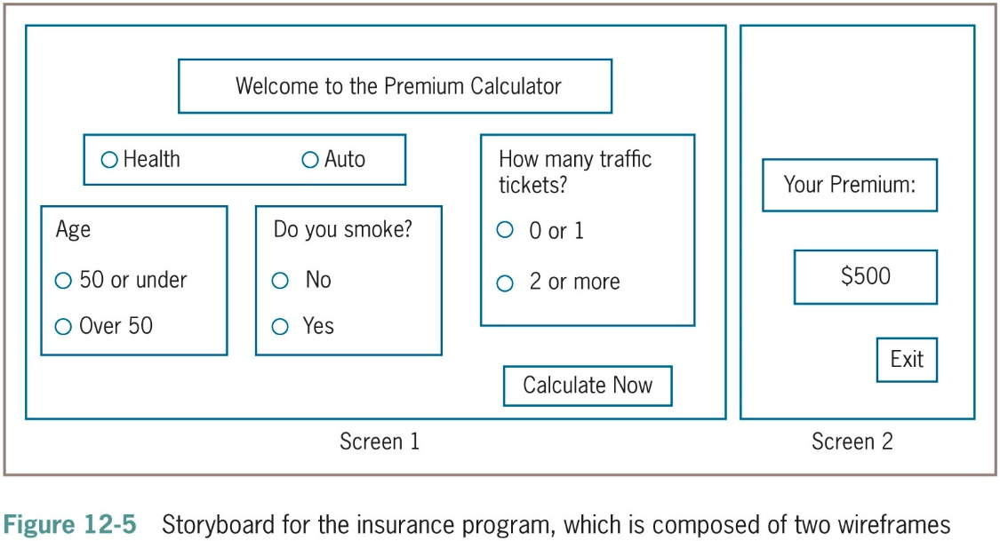 Welcome to the Premium Calculator
Health
Auto
Age
50 or under
Over 50
Do you smoke?
No
Yes
How many traffic
tickets?
0 or 1
2 or more
Calculate Now
Screen 1
Your Premium:
$500
Exit
Screen 2
Figure 12-5 Storyboard for the insurance program, which is composed of two wireframes